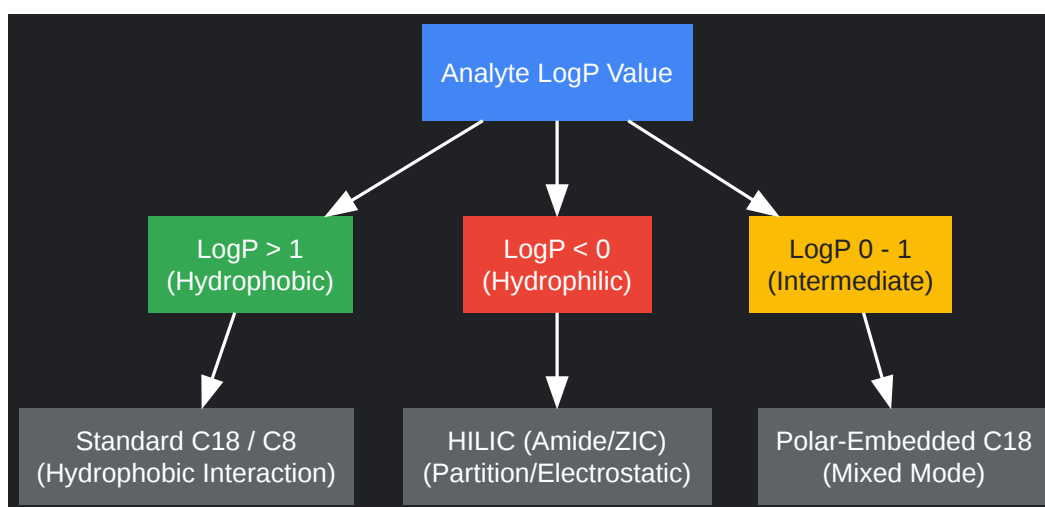 Analyte LogP Value
LogP > 1
(Hydrophobic)
LogP < 0
(Hydrophilic)
LogP 0 - 1
(Intermediate)
Standard C18 / C8
(Hydrophobic Interaction)
HILIC (Amide/ZIC)
(Partition/Electrostatic)
Polar-Embedded C18
(Mixed Mode)